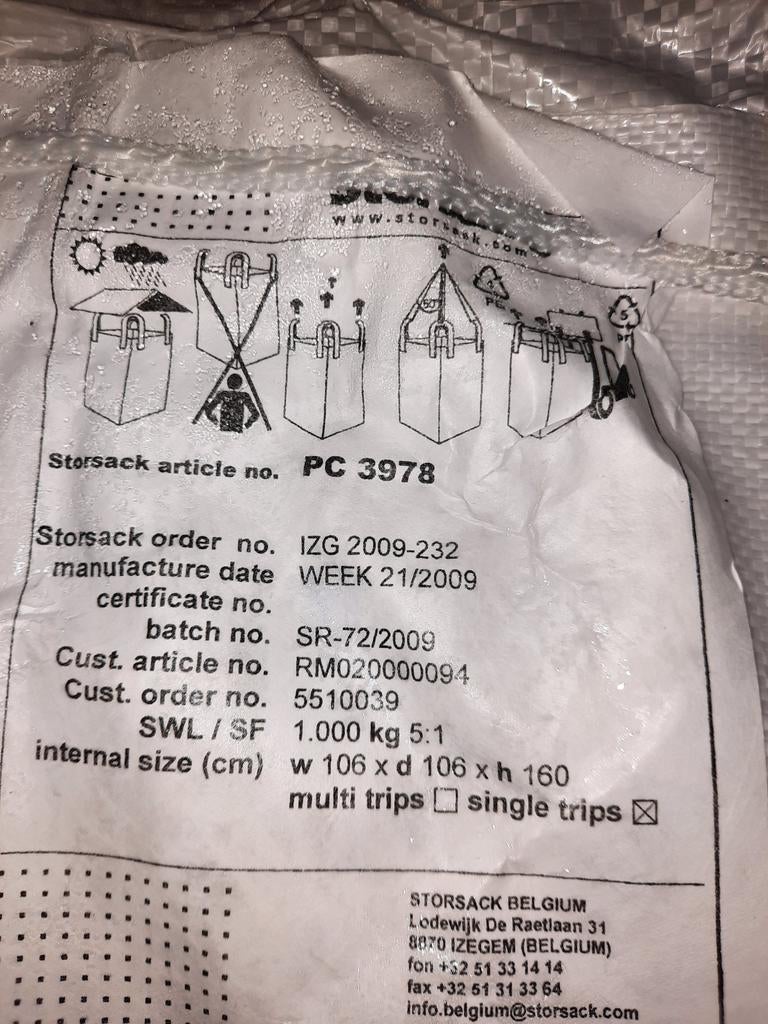 www.storsack.com
5
Storsack article no. PC 3978
Storsack order no. IZG 2009-232
manufacture date WEEK 21/2009
certificate no.
batch no. SR-72/2009
Cust. article no. RM020000094
Cust. order no. 5510039
SWL / SF 1.000 kg 5:1
internal size (cm) w 106 x d 106 x h 160
multi trips ☐ single trips ☒
STORSACK BELGIUM
Lodewijk De Raetlaan 31
8870 IZEGEM (BELGIUM)
fon +32 51 33 14 14
fax +32 51 31 33 64
info.belgium@storsack.com